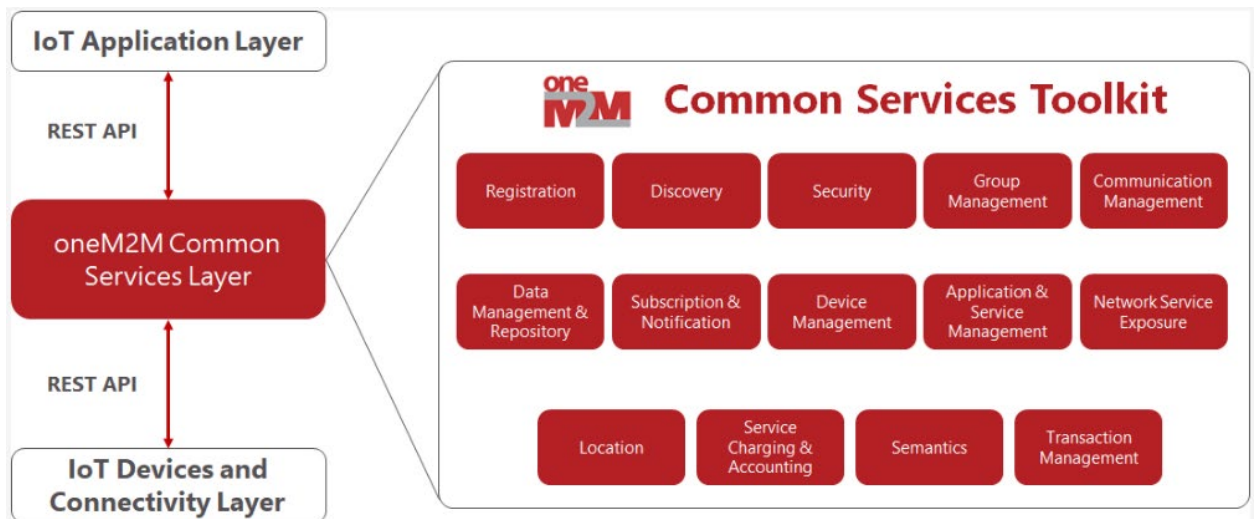 IoT Application Layer
REST API
oneM2M Common
Services Layer
REST API
IoT Devices and
Connectivity Layer
one
M2M
Common Services Toolkit
Registration
Discovery
Security
Group
Management
Communication
Management
Data
Management &
Repository
Subscription &
Notification
Device
Management
Application &
Service
Management
Network Service
Exposure
Location
Service
Charging &
Accounting
Semantics
Transaction
Management